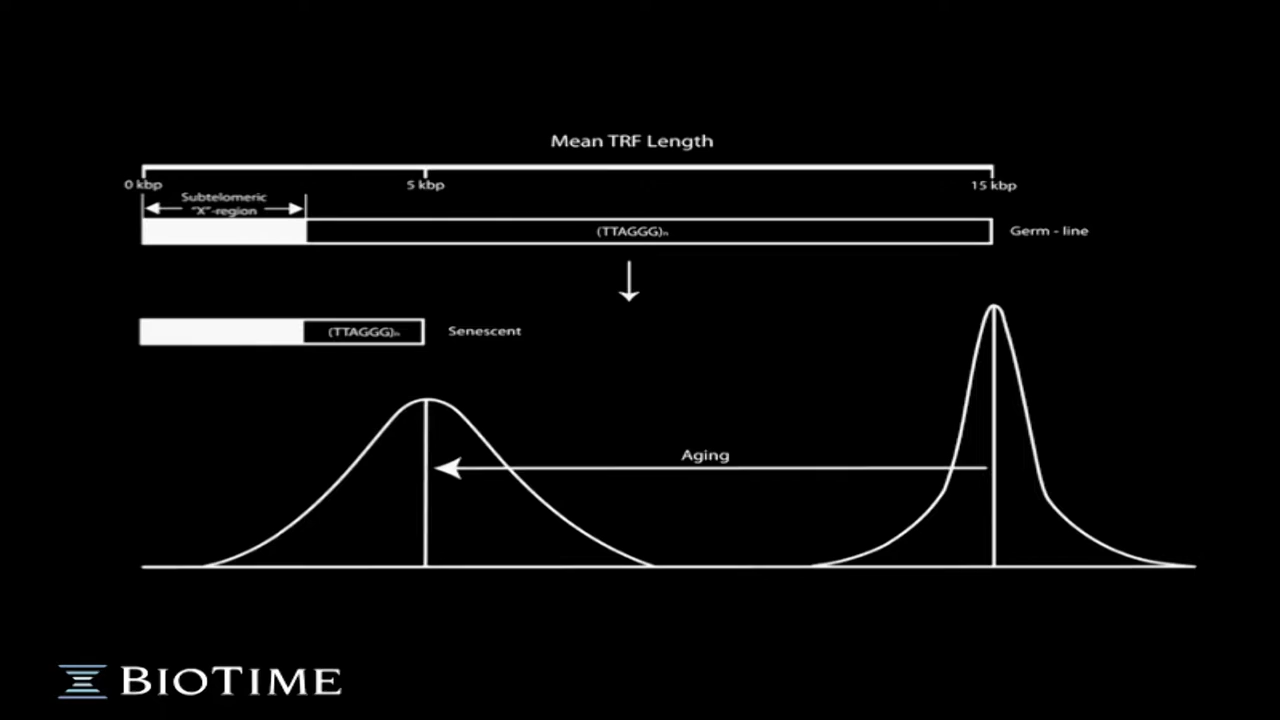 Mean TRF Length
0 kbp 5 kbp 15 kbp
Subtelomeric
"X"-region
(TTAGGG)n Germ - line
(TTAGGG)n Senescent
Aging
BIOTIME